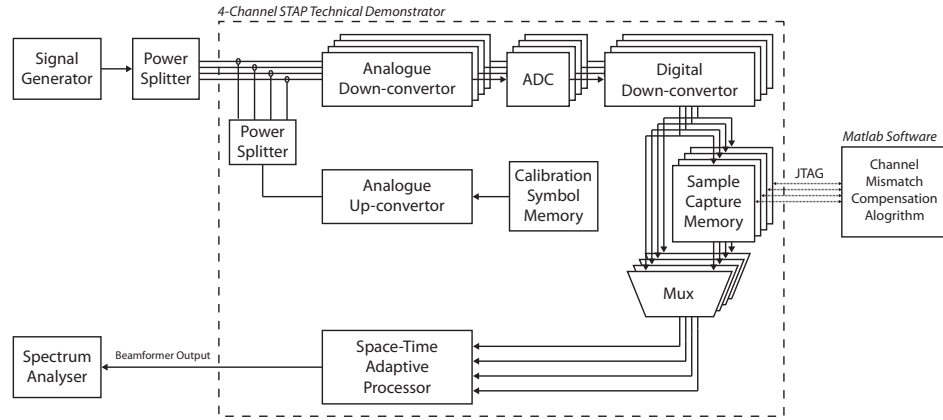 4-Channel STAP Technical Demonstrator
Signal
Generator
Power
Splitter
Analogue
Down-convertor
ADC
Digital
Down-convertor
Power
Splitter
Analogue
Up-convertor
Calibration
Symbol
Memory
Sample
Capture
Memory
JTAG
Matlab Software
Channel
Mismatch
Compensation
Alogrithm
Mux
Spectrum
Analyser
Beamformer Output
Space-Time
Adaptive
Processor